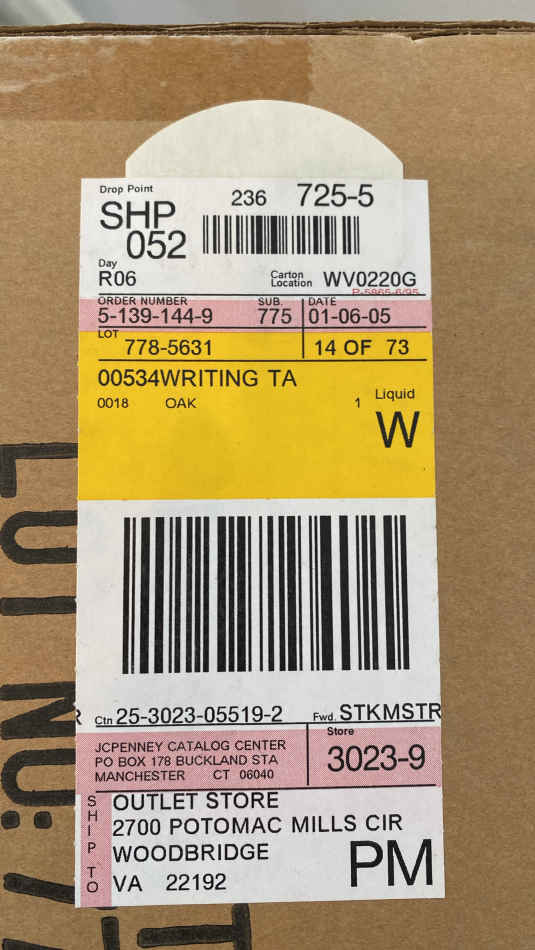 Drop Point
236 725-5
SHP
052
Day
R06
Carton
Location WV0220G
P-5865-6/95
ORDER NUMBER SUB. DATE
5-139-144-9 775 01-06-05
LOT 778-5631 14 OF 73
00534WRITING TA
0018 OAK 1 Liquid
W
Ctn 25-3023-05519-2 Fwd. STKMSTR
Store
3023-9
JCPENNEY CATALOG CENTER
PO BOX 178 BUCKLAND STA
MANCHESTER CT 06040
SHIP TO
OUTLET STORE
2700 POTOMAC MILLS CIR
WOODBRIDGE
VA 22192
PM
LOT NO: